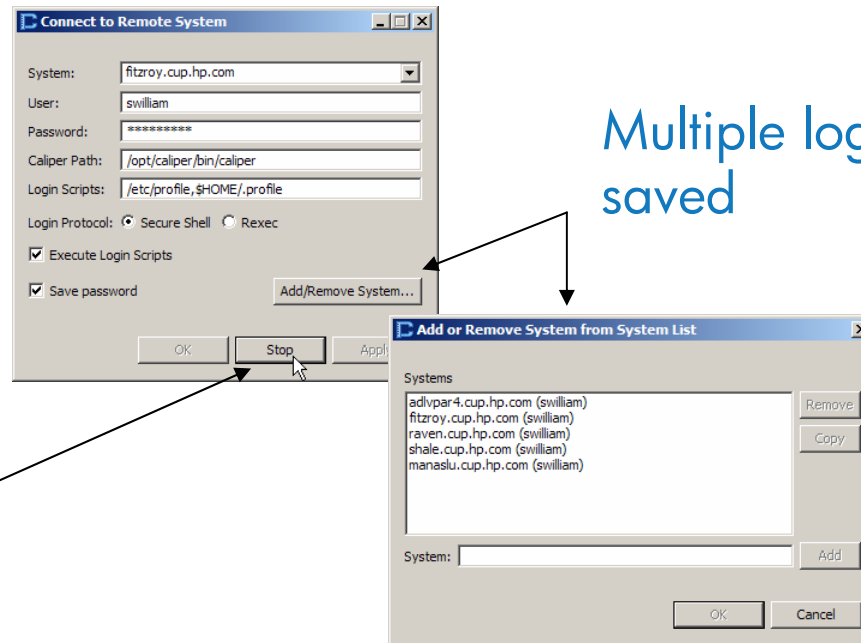 Connect to Remote System
System: fitzroy.cup.hp.com
User: swilliam
Password: *********
Caliper Path: /opt/caliper/bin/caliper
Login Scripts: /etc/profile,$HOME/.profile
Login Protocol: Secure Shell Rexec
Execute Login Scripts
Save password Add/Remove System...
OK Stop
Multiple
saved
Add or Remove System from System List
Systems
adlvpar4.cup.hp.com (swilliam)
fitzroy.cup.hp.com (swilliam)
raven.cup.hp.com (swilliam)
shale.cup.hp.com (swilliam)
manaslu.cup.hp.com (swilliam)
Remove
Copy
System: Add
OK Cancel